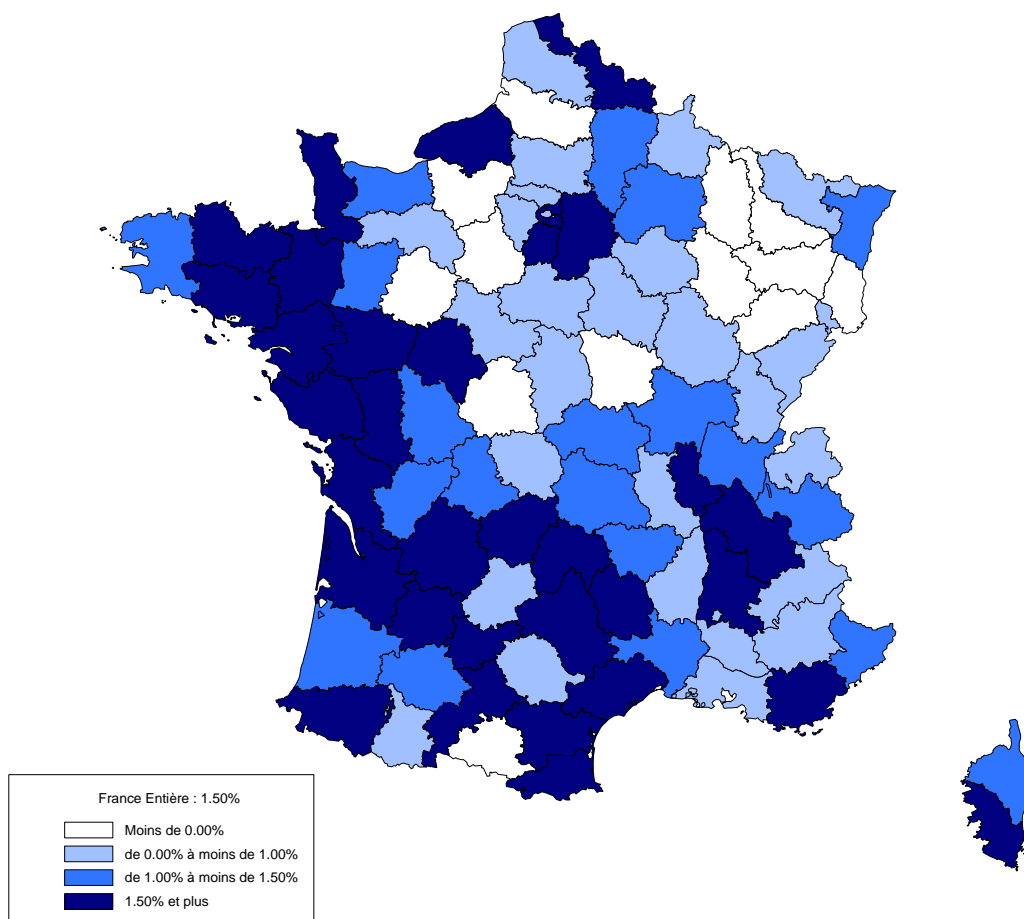 France Entière : 1.50%
Moins de 0.00%
de 0.00% à moins de 1.00%
de 1.00% à moins de 1.50%
1.50% et plus